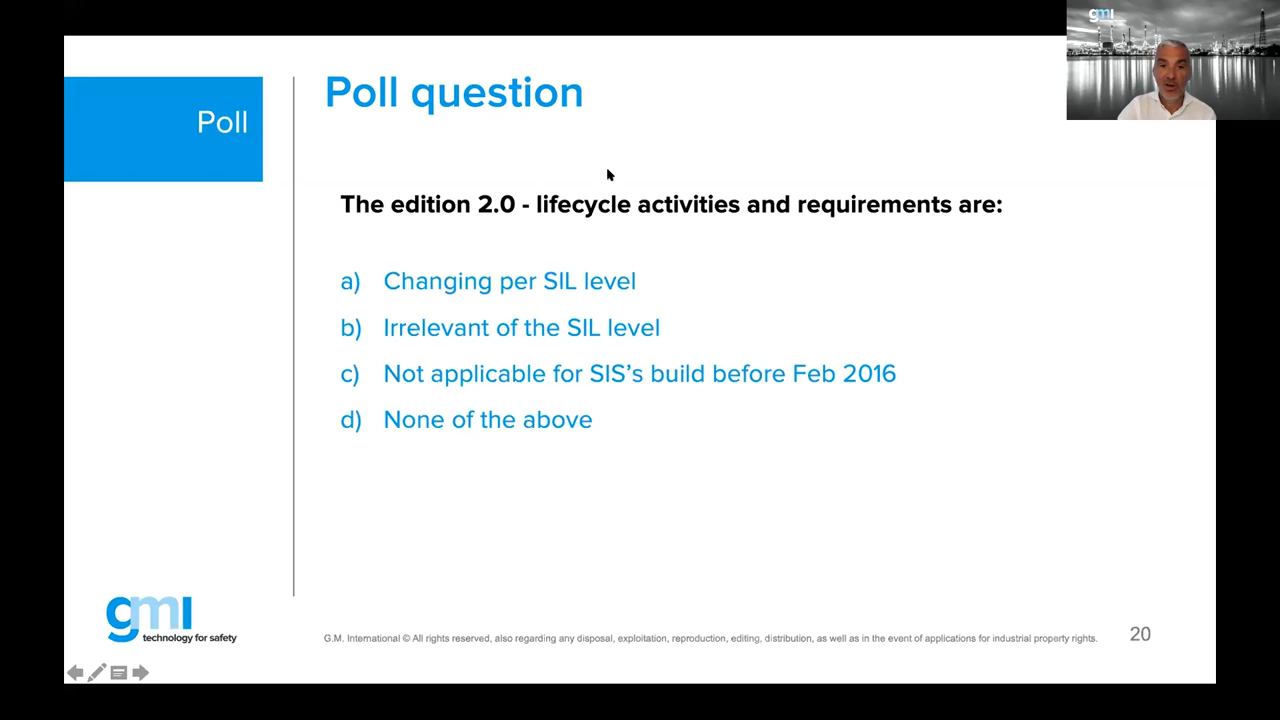 gmi
Poll question
Poll
The edition 2.0 - lifecycle activities and requirements are:
a) Changing per SIL level
b) Irrelevant of the SIL level
c) Not applicable for SIS's build before Feb 2016
d) None of the above
gmi
technology for safety
G.M. International © All rights reserved, also regarding any disposal, exploitation, reproduction, editing, distribution, as well as in the event of applications for industrial property rights.
20